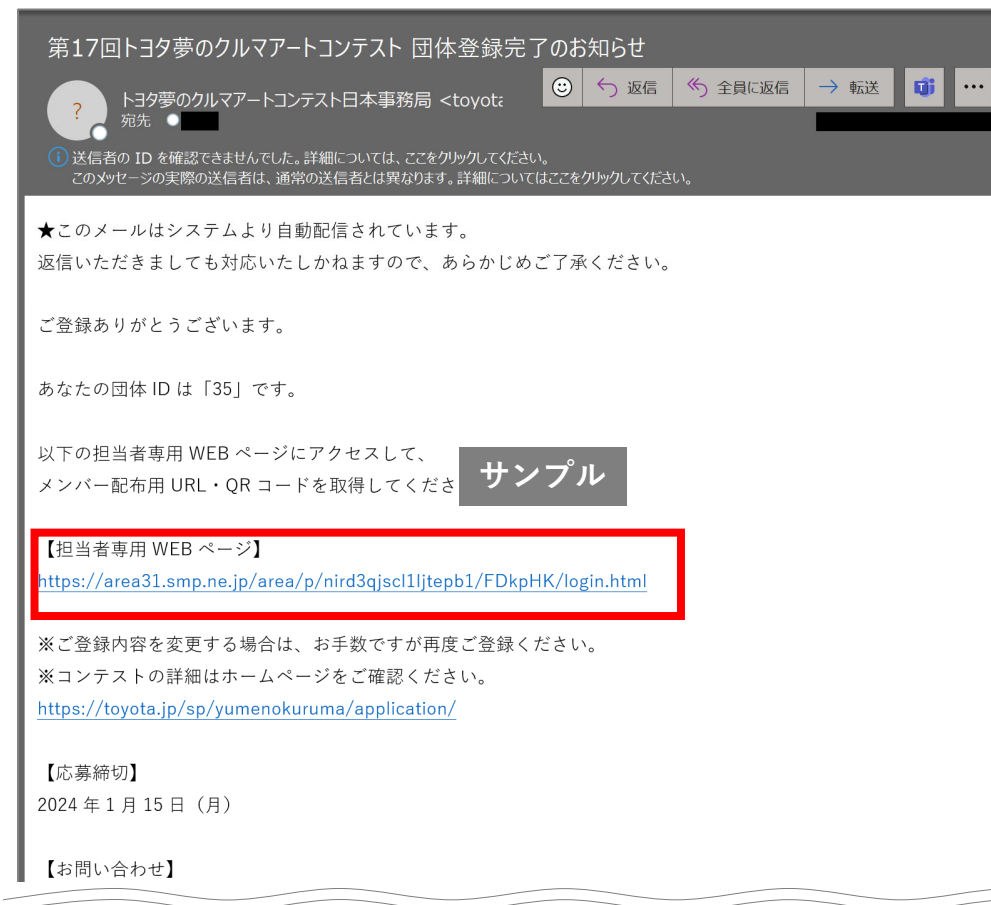 第17回トヨタ夢のクルマアートコンテスト 団体登録完了のお知らせ
?
トヨタ夢のクルマアートコンテスト日本事務局 <toyota
返信
全員に返信
転送
宛先
送信者の ID を確認できませんでした。詳細については、ここをクリックしてください。
このメッセージの実際の送信者は、通常の送信者とは異なります。詳細についてはここをクリックしてください。
★このメールはシステムより自動配信されています。
返信いただきましても対応いたしかねますので、あらかじめご了承ください。
ご登録ありがとうございます。
あなたの団体 ID は「35」です。
以下の担当者専用 WEB ページにアクセスして、
メンバー配布用 URL・QR コードを取得してくださ
サンプル
【担当者専用 WEB ページ】
https://area31.smp.ne.jp/area/p/nird3qjscl1ljtepb1/FDkpHK/login.html
※ご登録内容を変更する場合は、お手数ですが再度ご登録ください。
※コンテストの詳細はホームページをご確認ください。
https://toyota.jp/sp/yumenokuruma/application/
【応募締切】
2024 年 1 月 15 日（月）
【お問い合わせ】